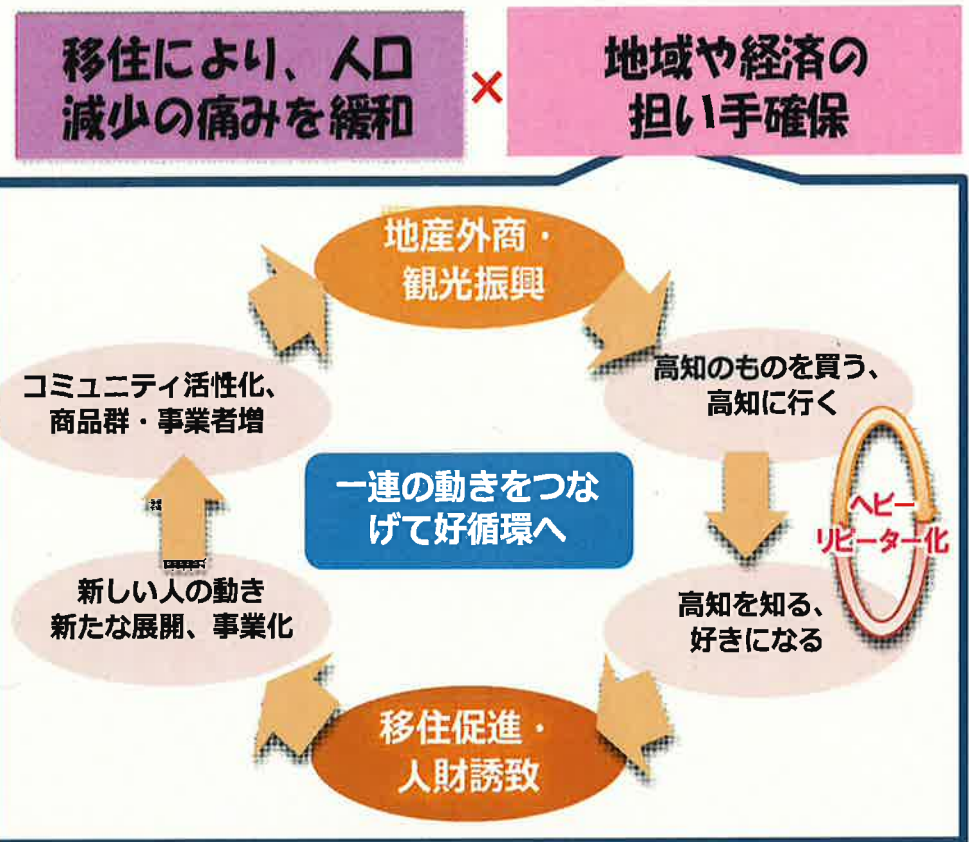 移住により、人口
減少の痛みを緩和
×
地域や経済の
担い手確保
地産外商・
観光振興
高知のものを買う、
高知に行く
ヘビー
リピーター化
高知を知る、
好きになる
移住促進・
人財誘致
新しい人の動き
新たな展開、事業化
コミュニティ活性化、
商品群・事業者増
一連の動きをつな
げて好循環へ